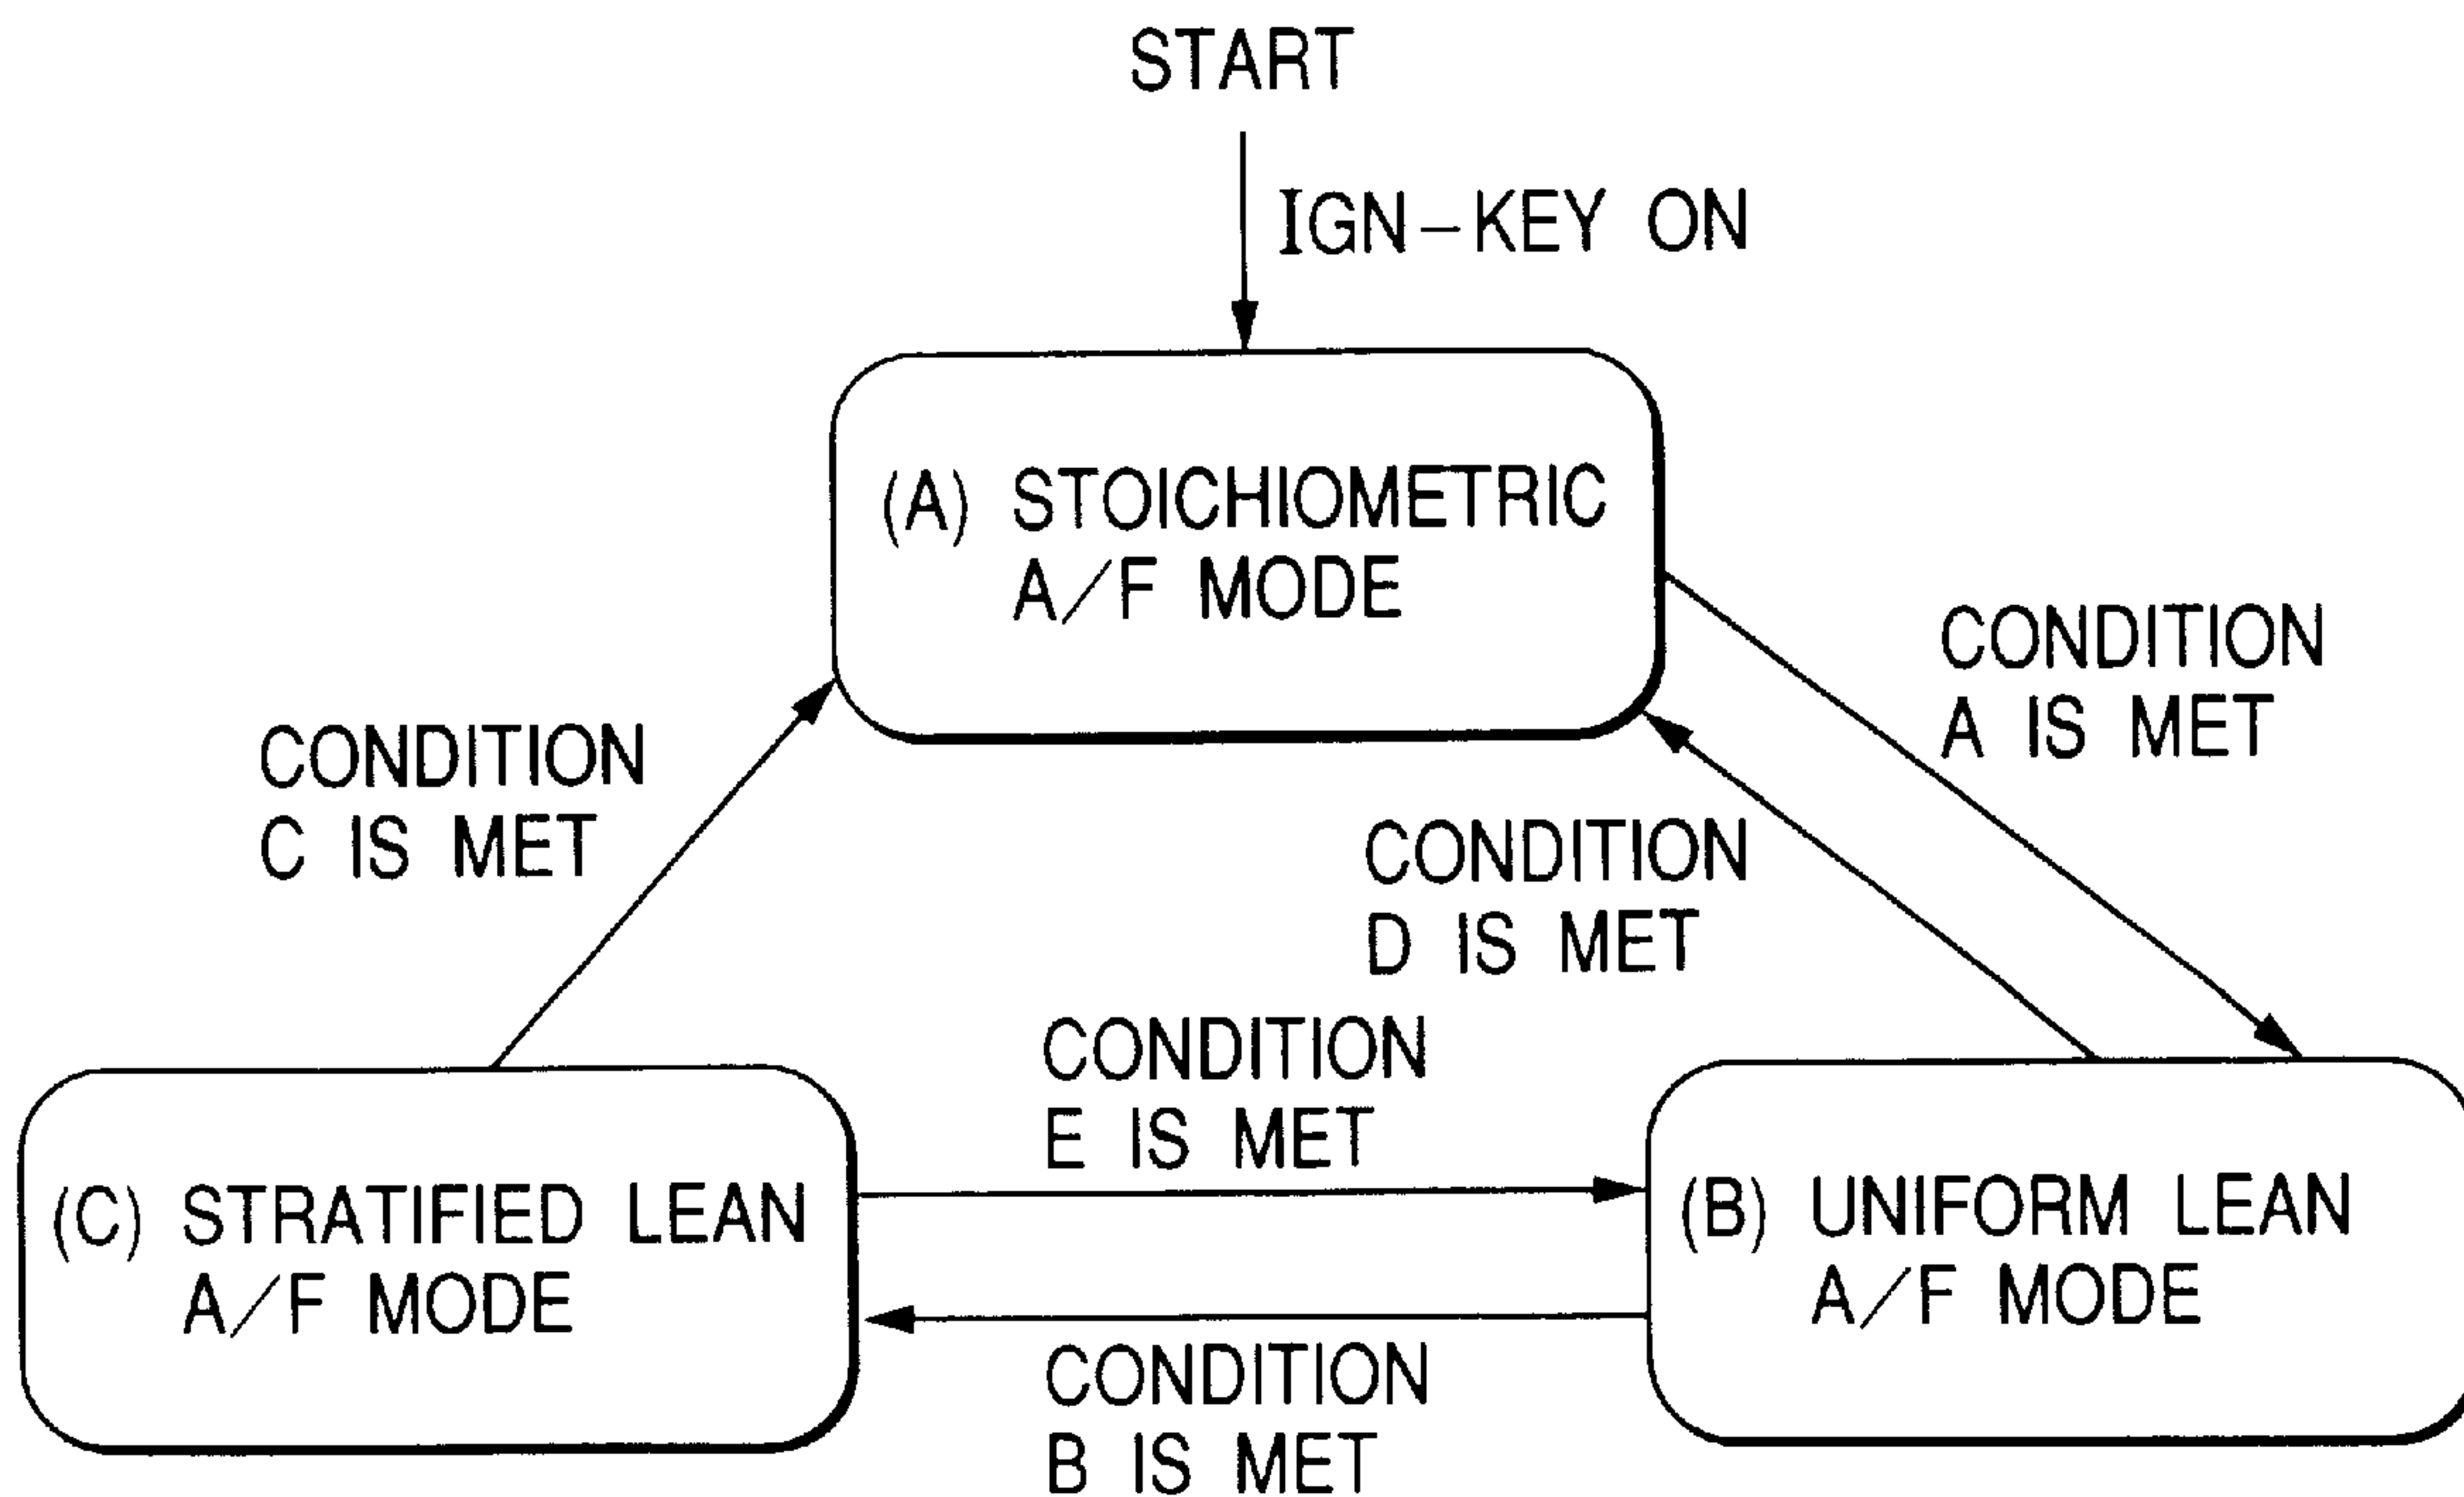 START
IGN-KEY ON
(A) STOICHIOMETRIC
A/F MODE
CONDITION
A IS MET
CONDITION
C IS MET
CONDITION
D IS MET
CONDITION
E IS MET
(C) STRATIFIED LEAN
A/F MODE
(B) UNIFORM LEAN
A/F MODE
CONDITION
B IS MET